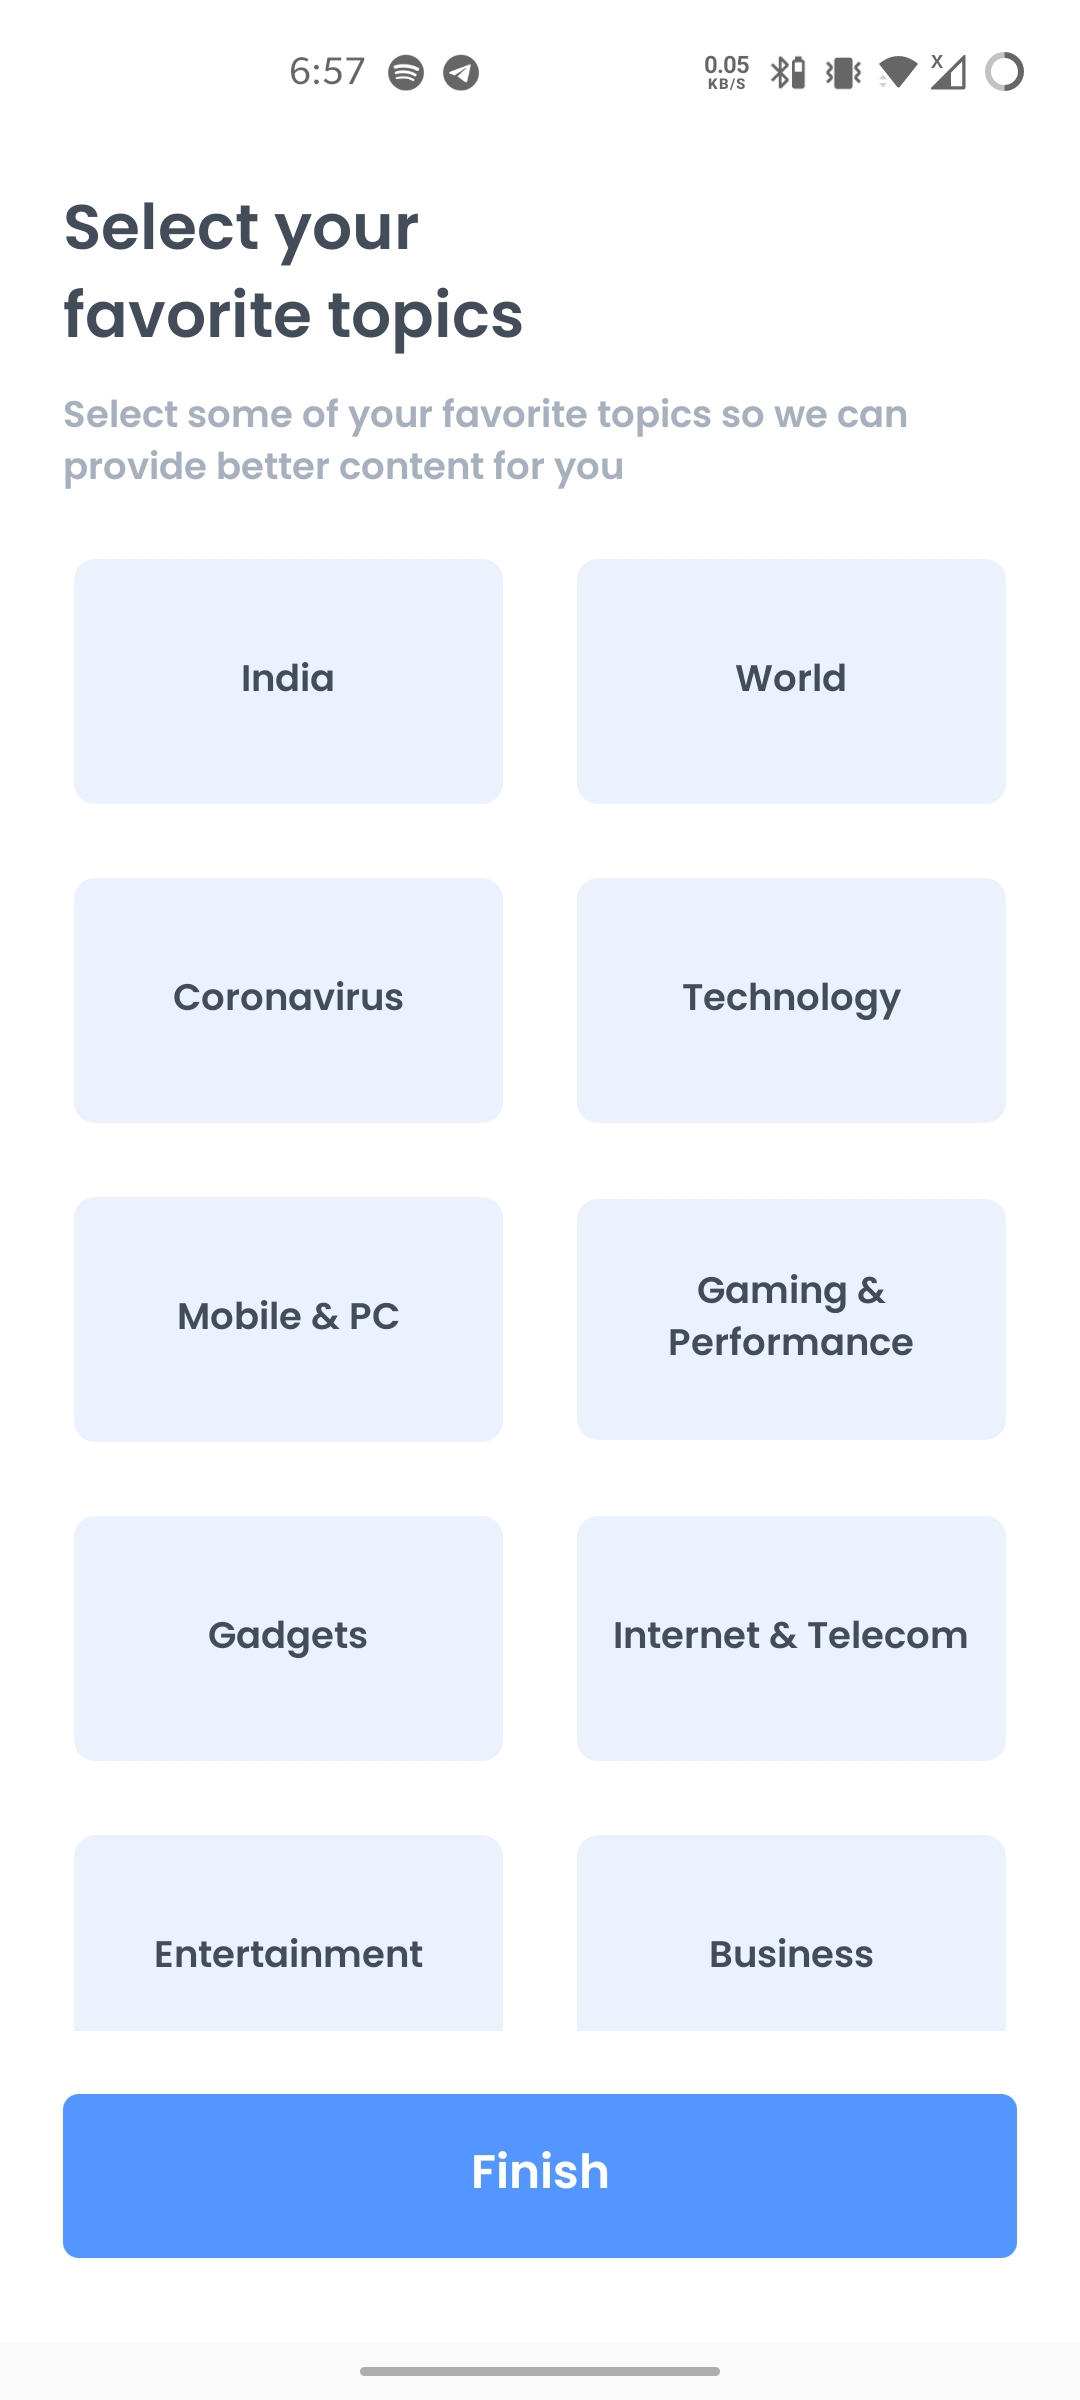 6:57
0.05
KB/S
X
Select your
favorite topics
Select some of your favorite topics so we can
provide better content for you
India
World
Coronavirus
Technology
Mobile & PC
Gaming &
Performance
Gadgets
Internet & Telecom
Entertainment
Business
Finish